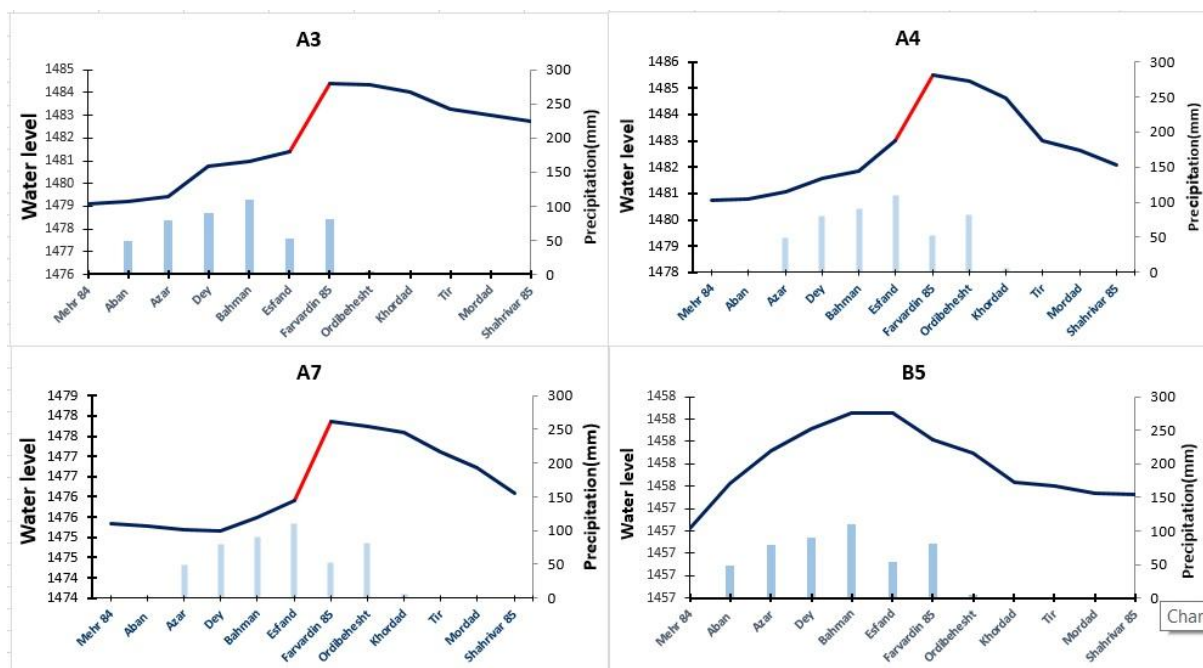 A3
Water level
1485
1484
1483
1482
1481
1480
1479
1478
1477
1476
300
250
200
150
100
50
0
Precipitation(mm)
Mehr 84
Aban
Azar
Dey
Bahman
Esfand
Farvardin 85
Ordibehesht
Khordad
Tir
Mordad
Shahrivar 85
A4
Water level
1486
1485
1484
1483
1482
1481
1480
1479
1478
300
250
200
150
100
50
0
Precipitation(mm)
Mehr 84
Aban
Azar
Dey
Bahman
Esfand
Farvardin 85
Ordibehesht
Khordad
Tir
Mordad
Shahrivar 85
A7
Water level
1479
1478
1478
1477
1477
1476
1476
1475
1475
1474
1474
300
250
200
150
100
50
0
Precipitation(mm)
Mehr 84
Aban
Azar
Dey
Bahman
Esfand
Farvardin 85
Ordibehesht
Khordad
Tir
Mordad
Shahrivar 85
B5
Water level
1458
1458
1458
1458
1458
1457
1457
1457
1457
1457
300
250
200
150
100
50
0
Precipitation(mm)
Mehr 84
Aban
Azar
Dey
Bahman
Esfand
Farvardin 85
Ordibehesht
Khordad
Tir
Mordad
Shahrivar 85
Char